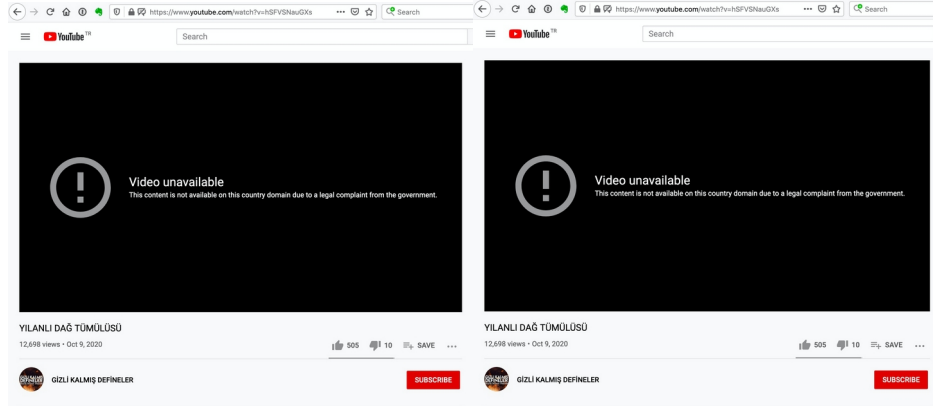 https://www.youtube.com/watch?v=hSFVSNauGXs
Search
YouTube TR
Search
Video unavailable
This content is not available on this country domain due to a legal complaint from the government.
YILANLI DAĞ TÜMÜLÜSÜ
12,698 views • Oct 9, 2020
505
10
SAVE
GİZLİ KALMIŞ DEFİNELER
SUBSCRIBE
https://www.youtube.com/watch?v=hSFVSNauGXs
Search
YouTube TR
Search
Video unavailable
This content is not available on this country domain due to a legal complaint from the government.
YILANLI DAĞ TÜMÜLÜSÜ
12,698 views • Oct 9, 2020
505
10
SAVE
GİZLİ KALMIŞ DEFİNELER
SUBSCRIBE